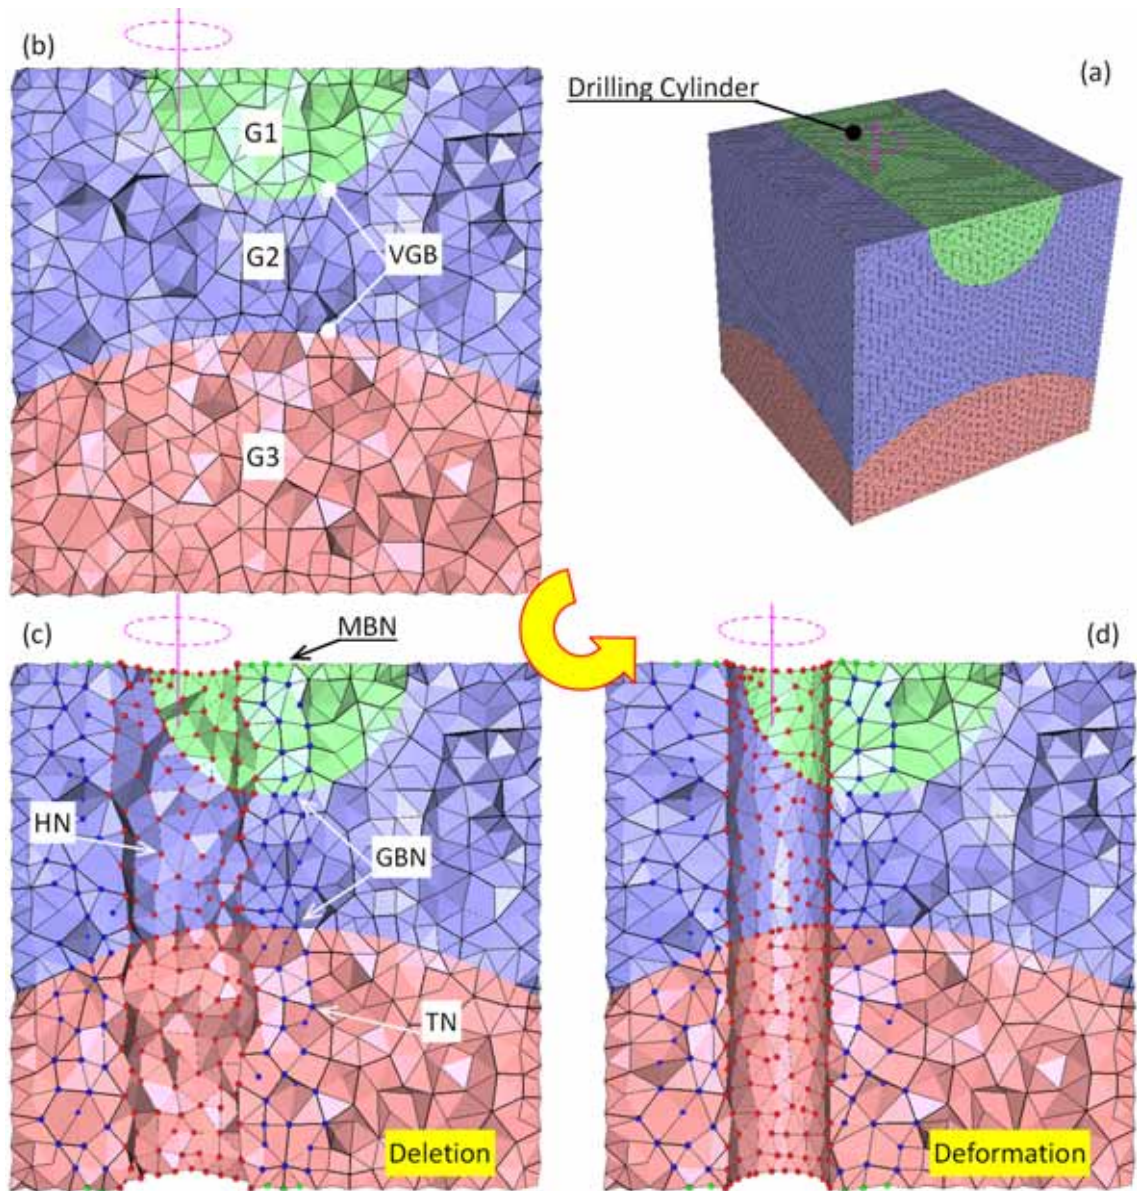 (b)
(a)
Drilling Cylinder
G1
G2
VGB
G3
(c)
MBN
(d)
HN
GBN
TN
Deletion
Deformation